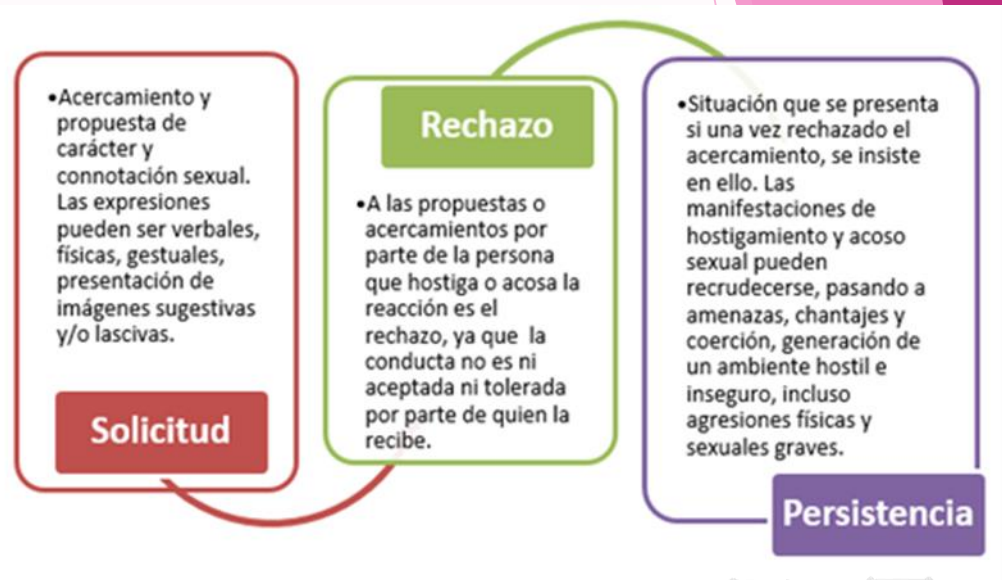 •Acercamiento y
propuesta de
carácter y
connotación sexual.
Las expresiones
pueden ser verbales,
físicas, gestuales,
presentación de
imágenes sugestivas
y/o lascivas.
Solicitud
Rechazo
•A las propuestas o
acercamientos por
parte de la persona
que hostiga o acosa la
reacción es el
rechazo, ya que la
conducta no es ni
aceptada ni tolerada
por parte de quien la
recibe.
•Situación que se presenta
si una vez rechazado el
acercamiento, se insiste
en ello. Las
manifestaciones de
hostigamiento y acoso
sexual pueden
recrudecerse, pasando a
amenazas, chantajes y
coerción, generación de
un ambiente hostil e
inseguro, incluso
agresiones físicas y
sexuales graves.
Persistencia